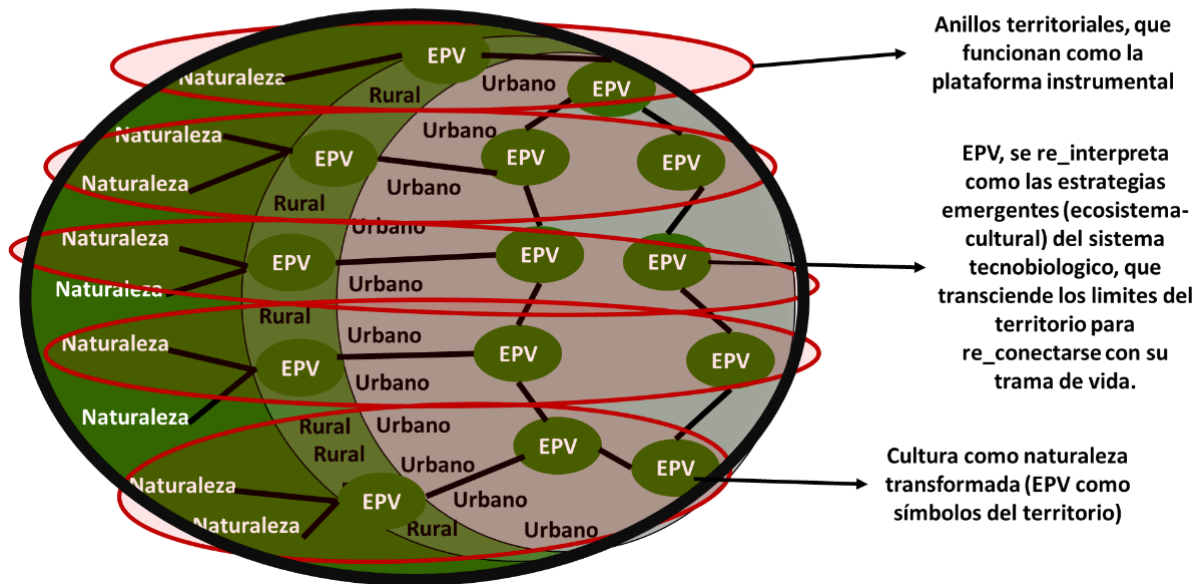 Anillos territoriales, que
funcionan como la
plataforma instrumental
EPV, se re_interpreta
como las estrategias
emergentes (ecosistema-
cultural) del sistema
tecnobiologico, que
transciende los limites del
territorio para
re_conectarse con su
trama de vida.
Cultura como naturaleza
transformada (EPV como
símbolos del territorio)
EPV
Naturaleza
Urbano
EPV
Rural
Naturaleza
Urbano
EPV
EPV
EPV
Naturaleza
Urbano
Rural
Urbano
Naturaleza
EPV
EPV
EPV
Naturaleza
Urbano
Rural
Urbano
Naturaleza
EPV
EPV
EPV
Urbano
Naturaleza
Rural
Urbano
Rural
EPV
Urbano
EPV
Naturaleza
EPV
Urbano
Naturaleza
Rural
Urbano